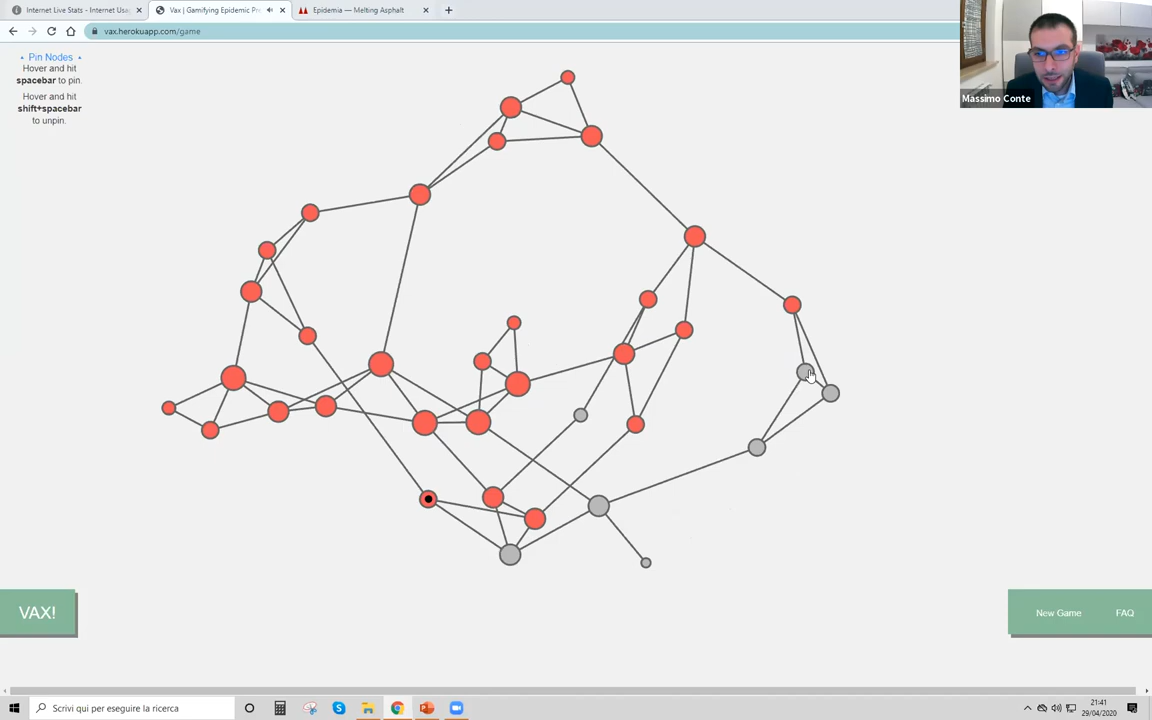 Internet Live Stats - Internet Usa
Vax | Gamifying Epidemic Pre
Epidemia — Melting Asphalt
vax.herokuapp.com/game
Pin Nodes
Hover and hit
spacebar to pin.
Hover and hit
shift+spacebar
to unpin.
Massimo Conte
VAX!
New Game
FAQ
Scrivi qui per eseguire la ricerca
21:41
29/04/2020